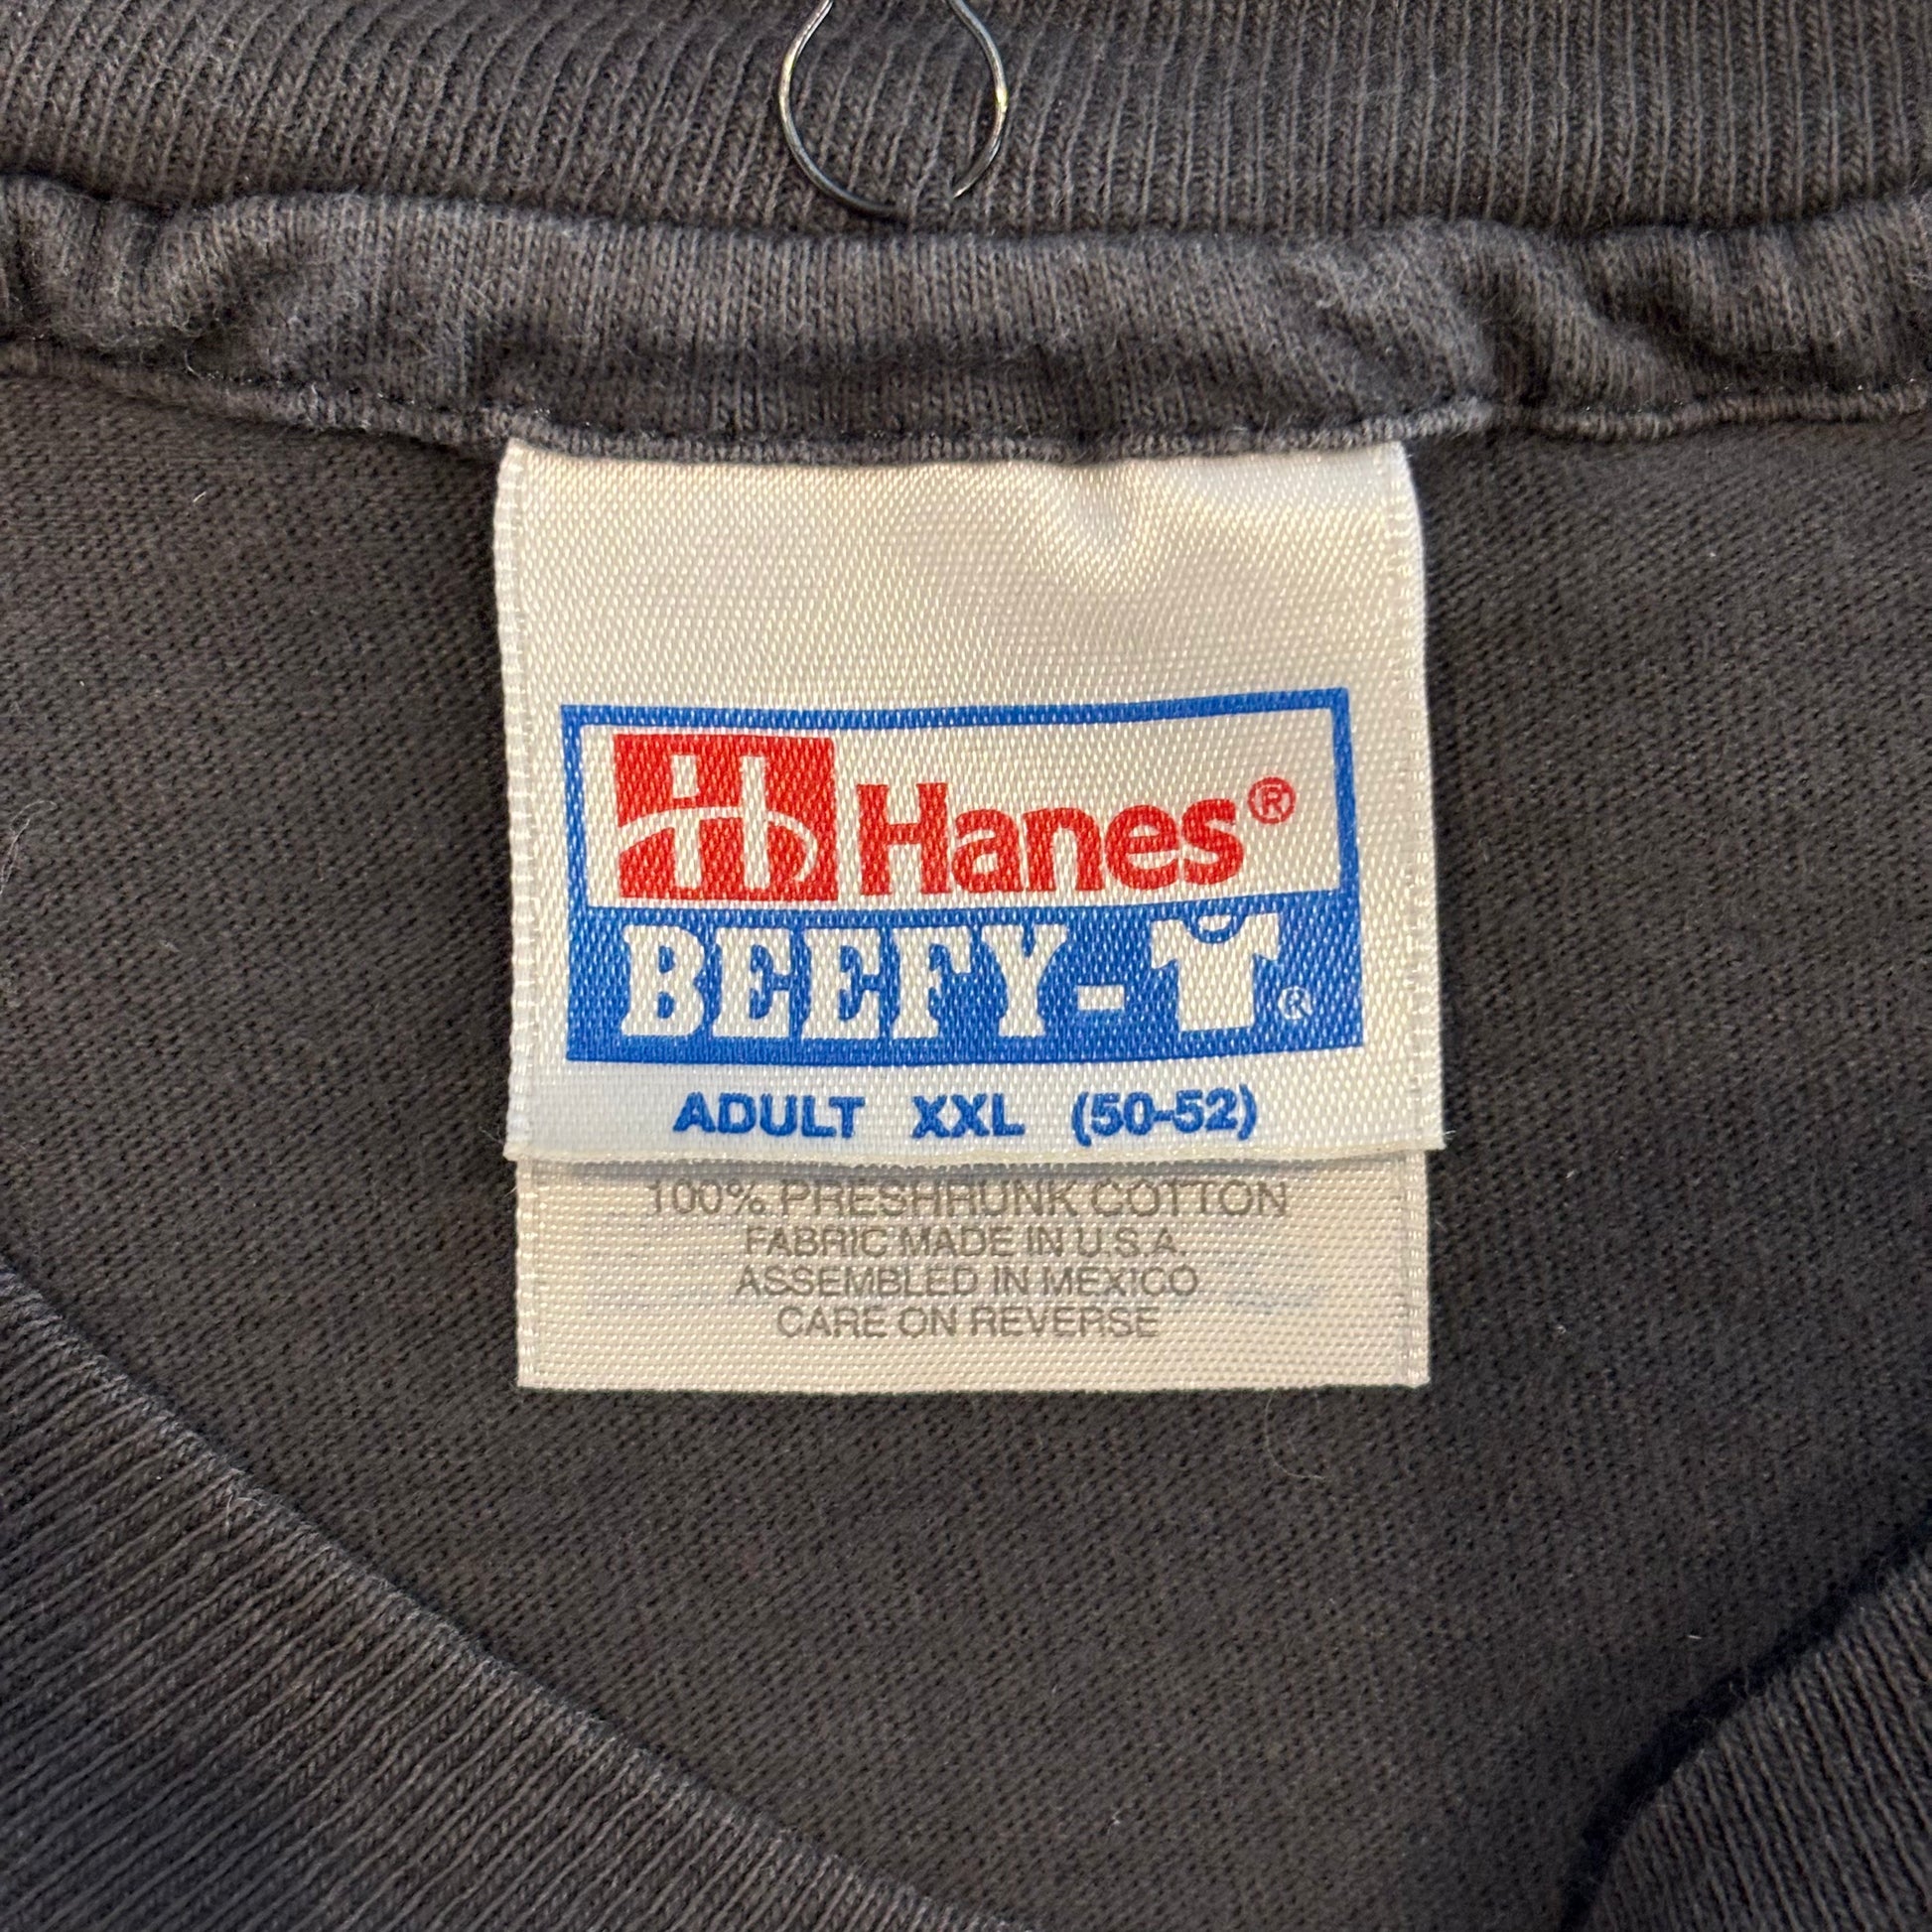 Hanes®
BEEFY-T®
ADULT XXL (50-52)
100% PRESHRUNK COTTON
FABRIC MADE IN U.S.A.
ASSEMBLED IN MEXICO
CARE ON REVERSE